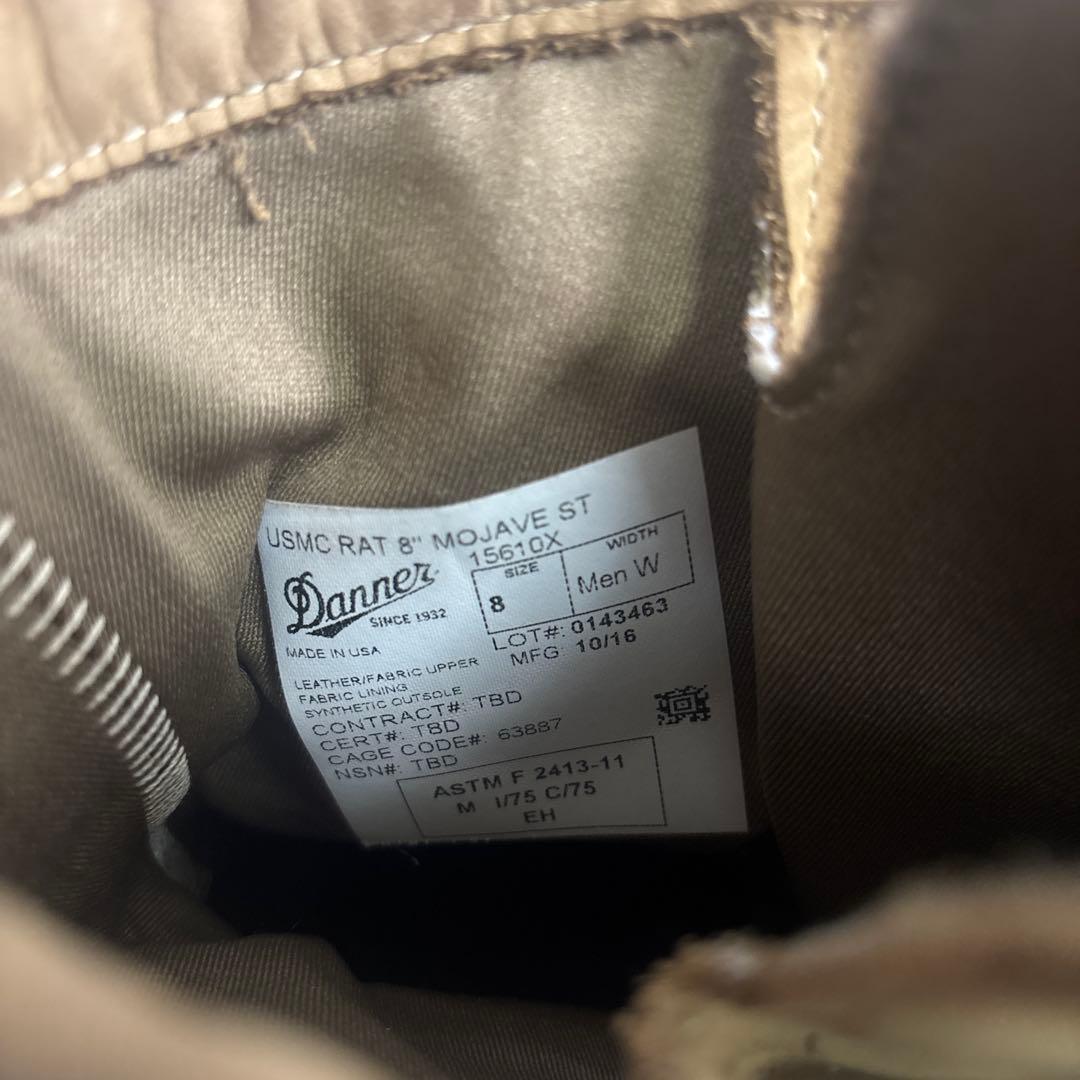 USMC RAT 8" MOJAVE ST
15610X
Danner
SINCE 1932
MADE IN USA
SIZE
8
WIDTH
Men W
LOT#: 0143463
MFG: 10/16
LEATHER/FABRIC UPPER
FABRIC LINING
SYNTHETIC OUTSOLE
CONTRACT#: TBD
CERT#: TBD
CAGE CODE#: 63887
NSN#: TBD
ASTM F 2413-11
M I/75 C/75
EH